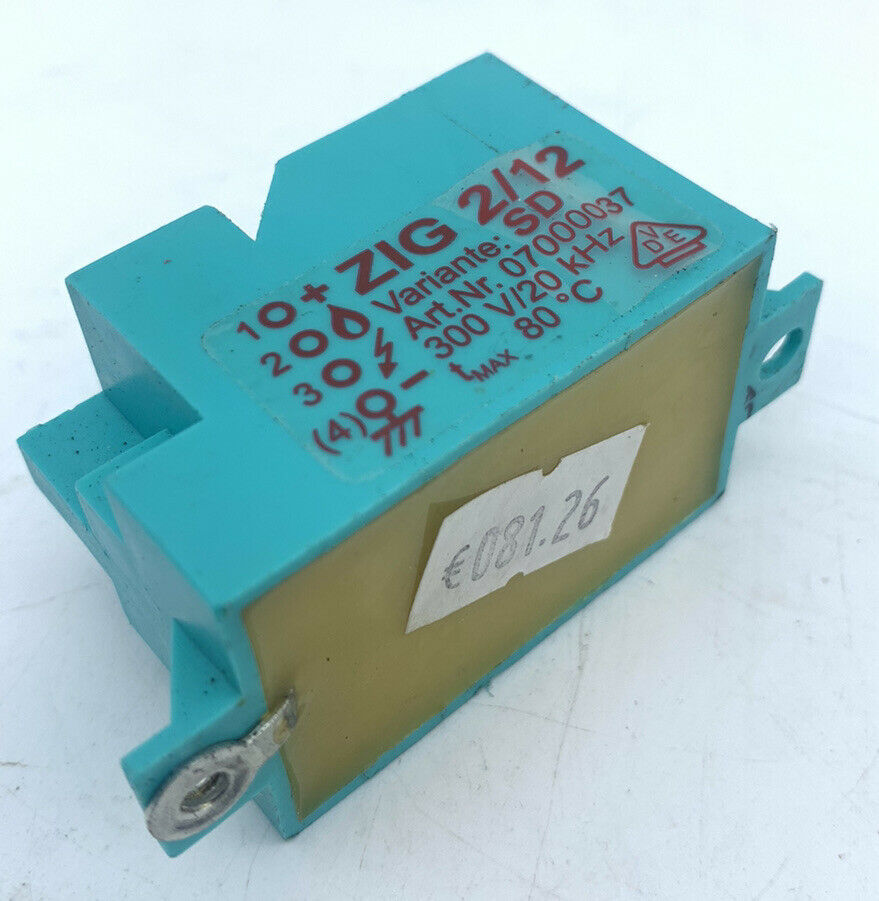 ZIG 2/12
Variante: SD
Art.Nr. 07000037
300 V/20 kHz
tMAX 80°C
1 +
2
3
(4) −
VDE
€081.26